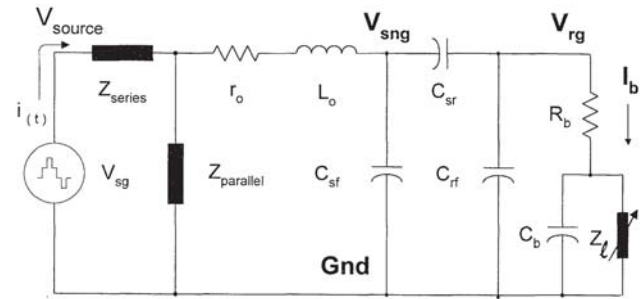 V_source
V_sng
V_rg
I_b
Z_series
r_o
L_o
C_sr
R_b
i_(t)
V_sg
Z_parallel
C_sf
C_rf
C_b
Z_ℓ
Gnd